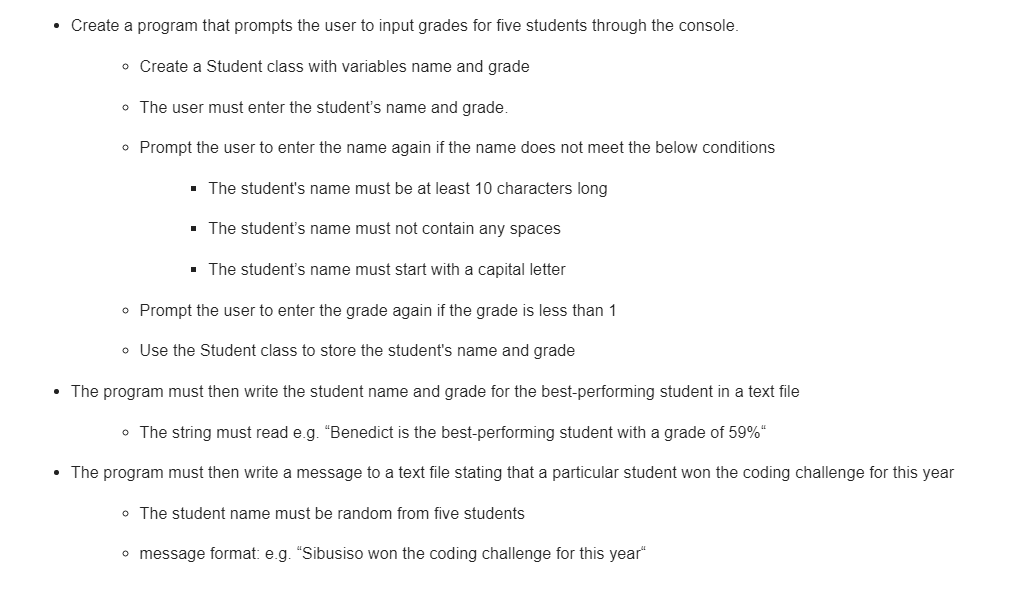 Create a program that prompts the user to input grades for five students through the console.
Create a Student class with variables name and grade
The user must enter the student's name and grade.
Prompt the user to enter the name again if the name does not meet the below conditions
The student's name must be at least 10 characters long
The student's name must not contain any spaces
The student's name must start with a capital letter
Prompt the user to enter the grade again if the grade is less than 1
Use the Student class to store the student's name and grade
The program must then write the student name and grade for the best-performing student in a text file
The string must read e.g. “Benedict is the best-performing student with a grade of 59%“
The program must then write a message to a text file stating that a particular student won the coding challenge for this year
The student name must be random from five students
message format: e.g. “Sibusiso won the coding challenge for this year“